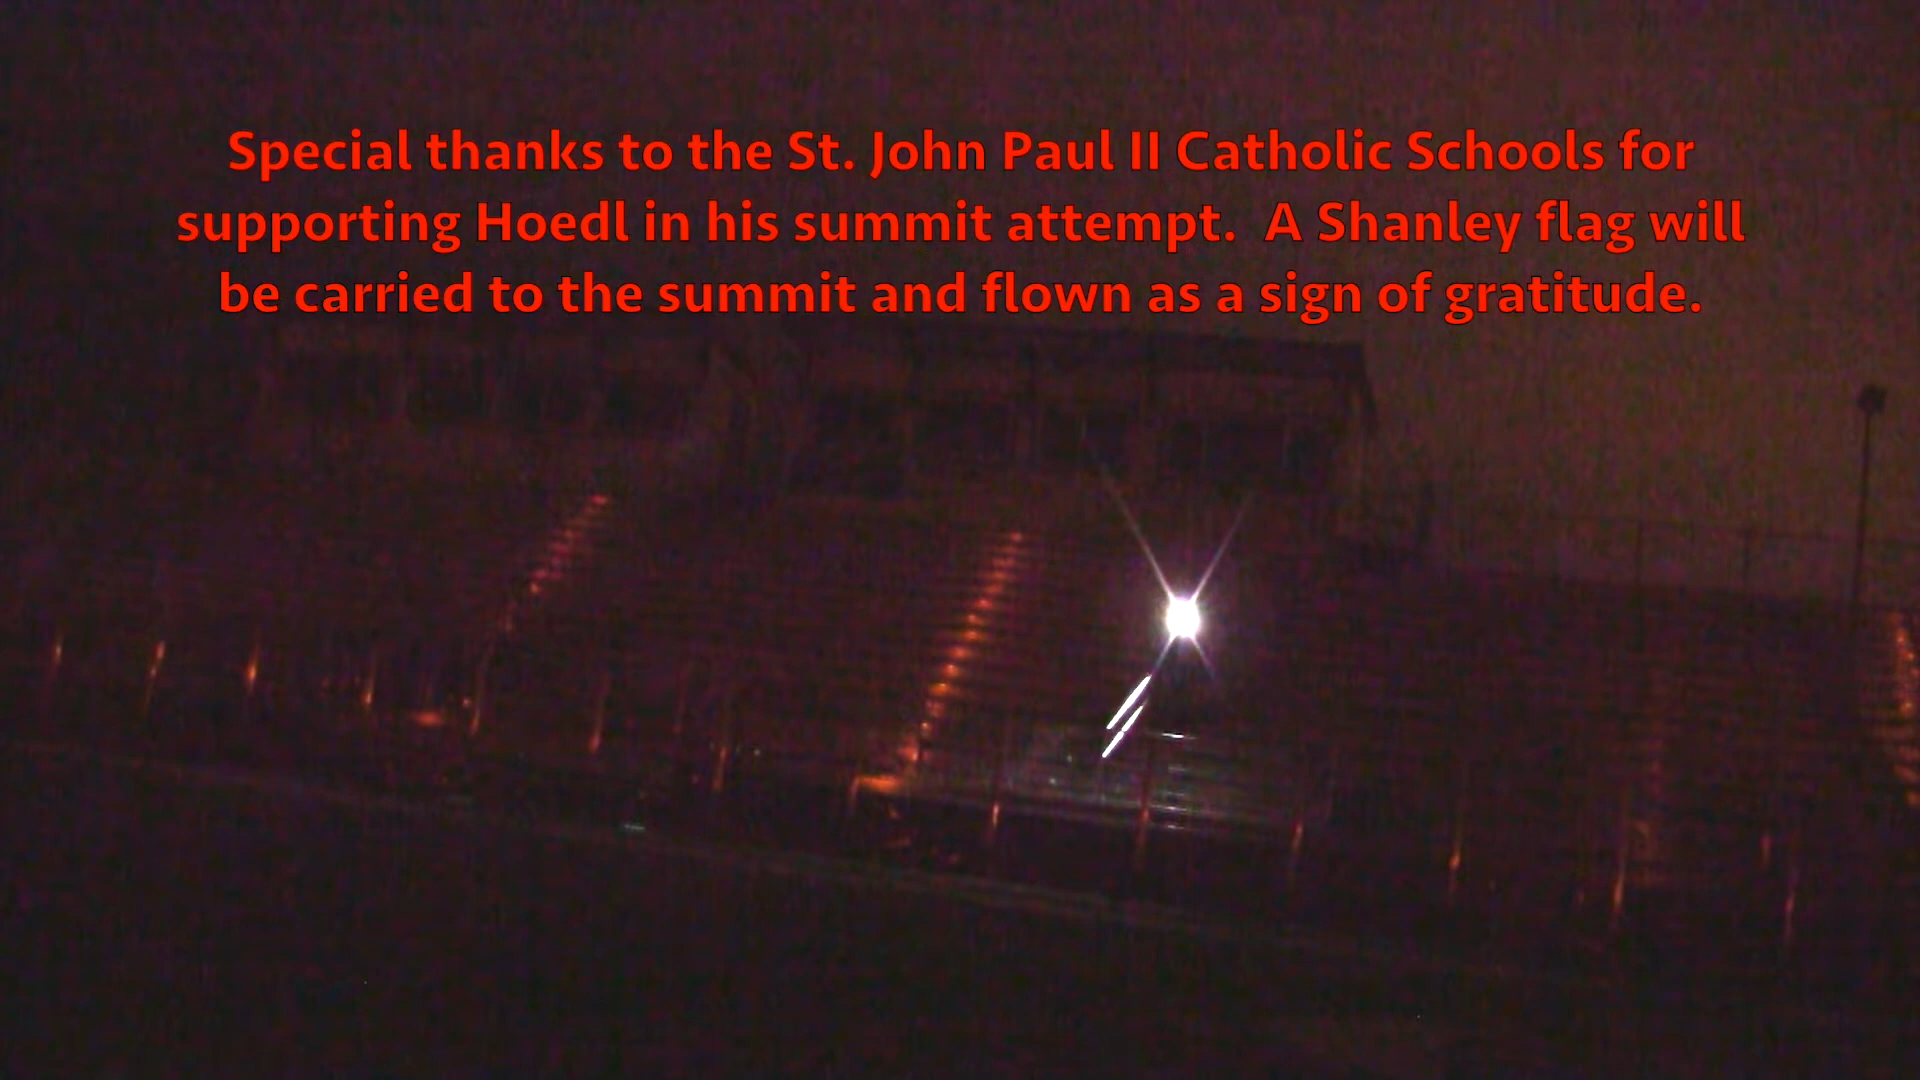 Special thanks to the St. John Paul II Catholic Schools for
supporting Hoedl in his summit attempt.  A Shanley flag will
be carried to the summit and flown as a sign of gratitude.